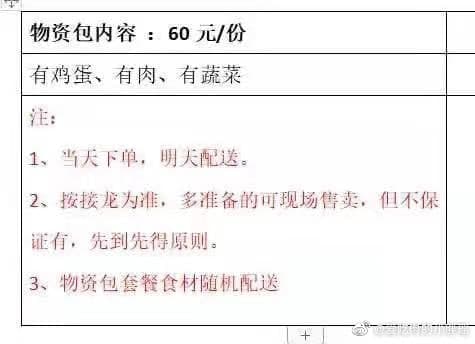 物资包内容 ：60 元/份
有鸡蛋、有肉、有蔬菜
注：
1、当天下单，明天配送。
2、按接龙为准，多准备的可现场售卖，但不保
证有，先到先得原则。
3、物资包套餐食材随机配送